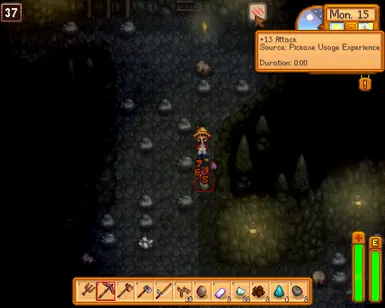 37
Mon. 15
+13 Attack
Source: Pickaxe Usage Experience
Duration: 0:00
E